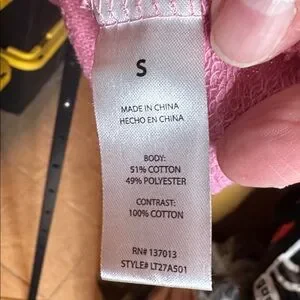 S
MADE IN CHINA
HECHO EN CHINA
BODY:
51% COTTON
49% POLYESTER
CONTRAST:
100% COTTON
RN# 137013
STYLE# LT27A501